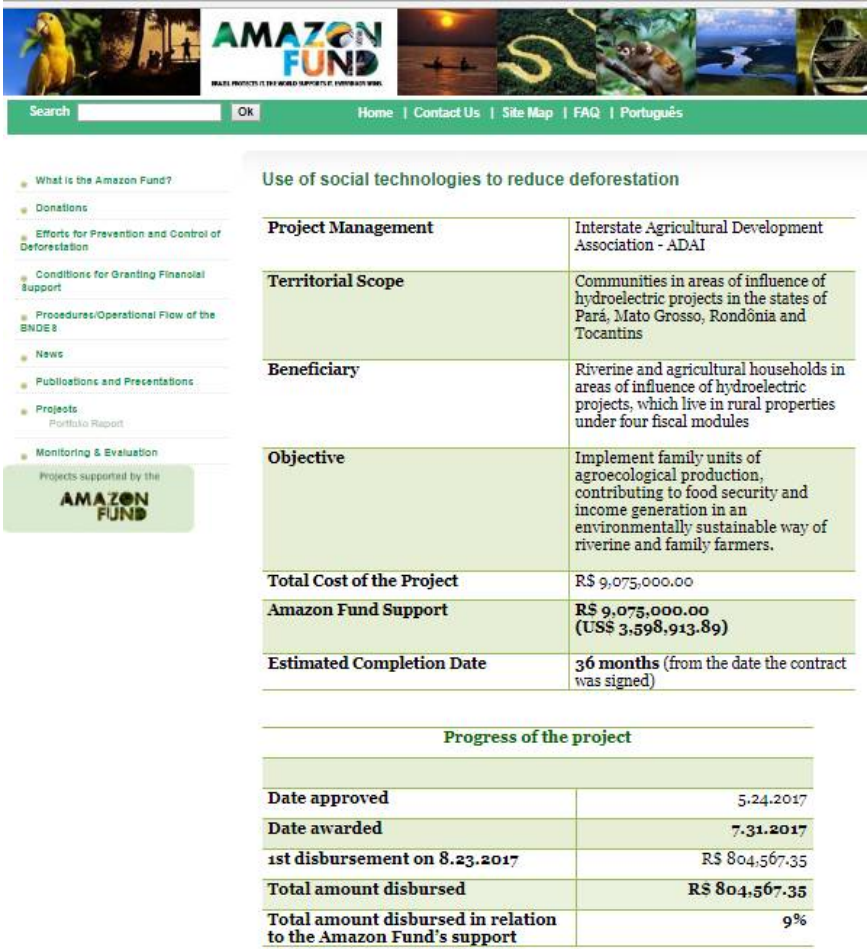 AMAZON
FUND
BRAZIL PROTECTS IT. THE WORLD SUPPORTS IT. EVERYBODY WINS.
Search Ok Home | Contact Us | Site Map | FAQ | Português
What is the Amazon Fund?
Donations
Efforts for Prevention and Control of
Deforestation
Conditions for Granting Financial
Support
Procedures/Operational Flow of the
BNDES
News
Publications and Presentations
Projects
Portfolio Report
Monitoring & Evaluation
Projects supported by the
AMAZON
FUND
Use of social technologies to reduce deforestation
Project Management Interstate Agricultural Development
Association - ADAI
Territorial Scope Communities in areas of influence of
hydroelectric projects in the states of
Pará, Mato Grosso, Rondônia and
Tocantins
Beneficiary Riverine and agricultural households in
areas of influence of hydroelectric
projects, which live in rural properties
under four fiscal modules
Objective Implement family units of
agroecological production,
contributing to food security and
income generation in an
environmentally sustainable way of
riverine and family farmers.
Total Cost of the Project R$ 9,075,000.00
Amazon Fund Support R$ 9,075,000.00
(US$ 3,598,913.89)
Estimated Completion Date 36 months (from the date the contract
was signed)
Progress of the project
Date approved 5.24.2017
Date awarded 7.31.2017
1st disbursement on 8.23.2017 R$ 804,567.35
Total amount disbursed R$ 804,567.35
Total amount disbursed in relation 9%
to the Amazon Fund's support